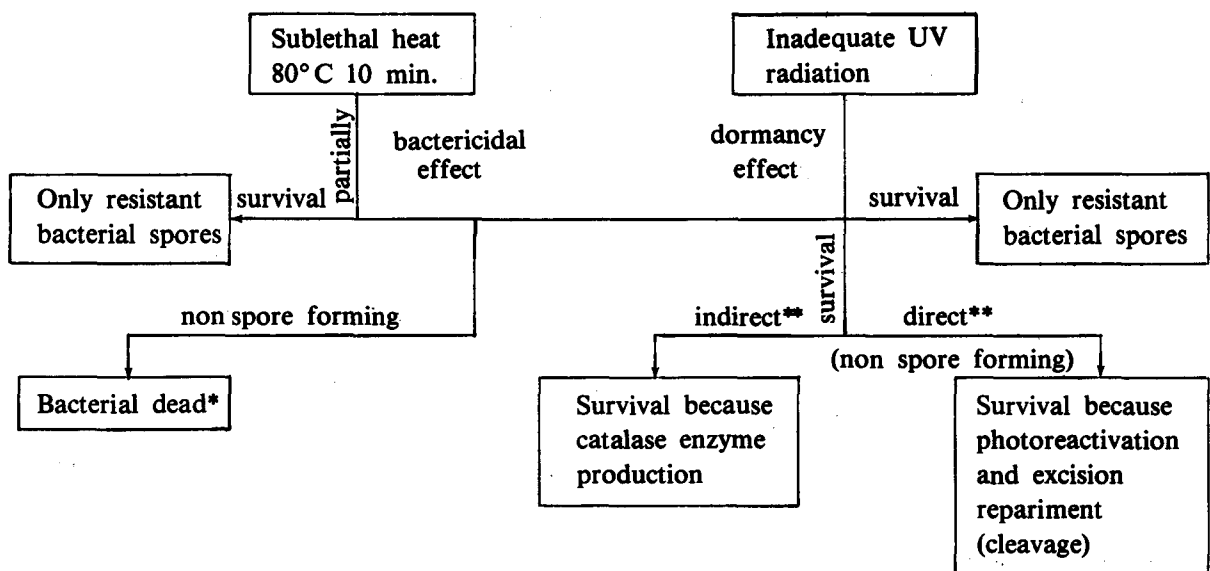 Sublethal heat
80° C 10 min.
Inadequate UV
radiation
partially
bactericidal
effect
dormancy
effect
Only resistant
bacterial spores
survival
survival
Only resistant
bacterial spores
survival
non spore forming
indirect**
direct**
(non spore forming)
Bacterial dead*
Survival because
catalase enzyme
production
Survival because
photoreactivation
and excision
repariment
(cleavage)